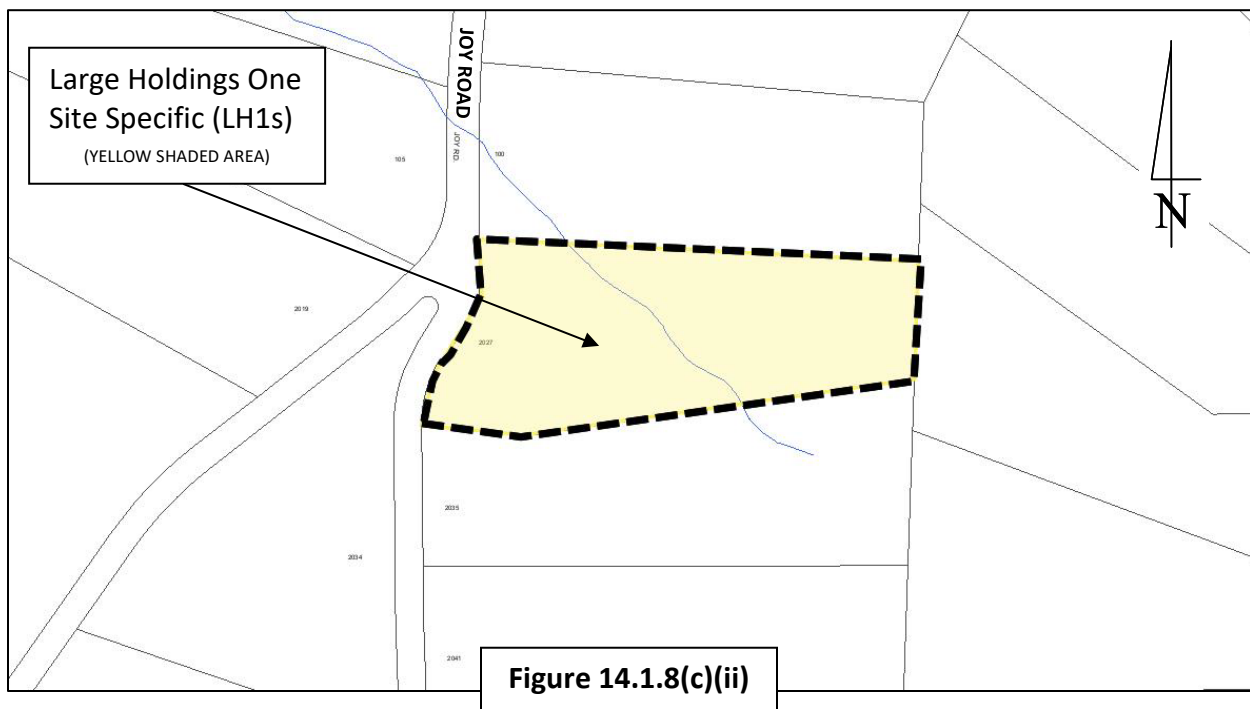 Large Holdings One
Site Specific (LH1s)
(YELLOW SHADED AREA)
JOY ROAD
JOY RD.
N
105
100
2019
2027
2035
2034
2041
Figure 14.1.8(c)(ii)